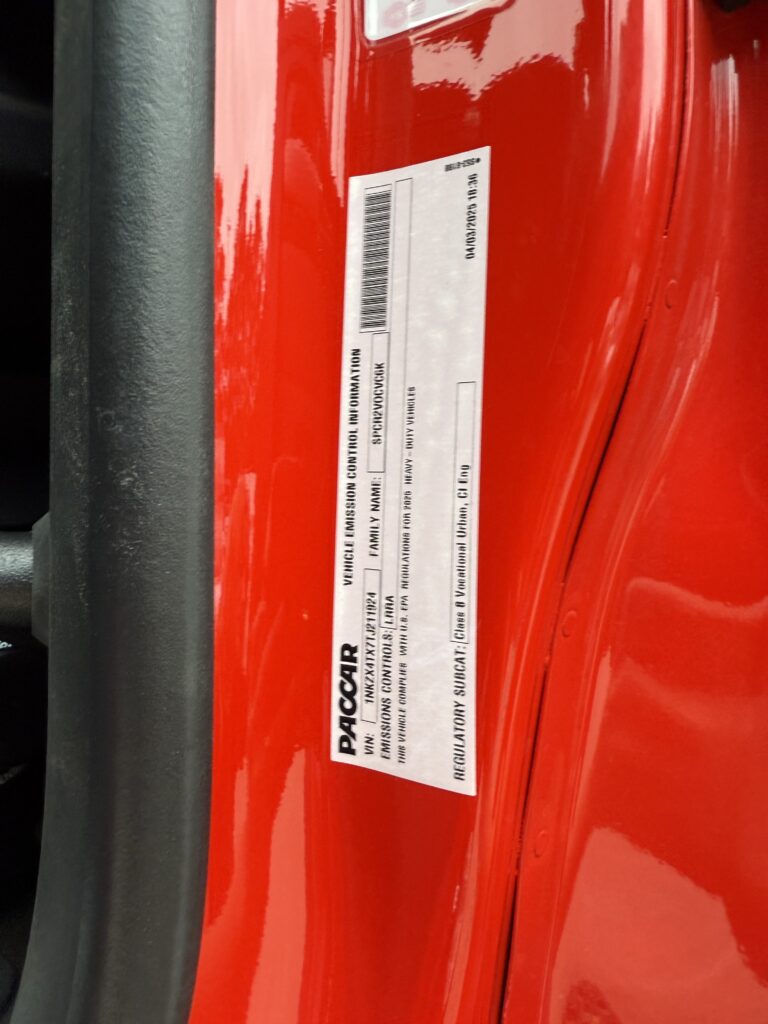 PACCAR VEHICLE EMISSION CONTROL INFORMATION
VIN: 1NKZX4TX7TJ211924 FAMILY NAME: SPCR2VOCVC6K
EMISSIONS CONTROLS: LRRA
THIS VEHICLE COMPLIES WITH U.S. EPA REGULATIONS FOR 2025 HEAVY-DUTY VEHICLES
REGULATORY SUBCAT: Class 8 Vocational Urban, CI Eng
04/03/2025 18:36